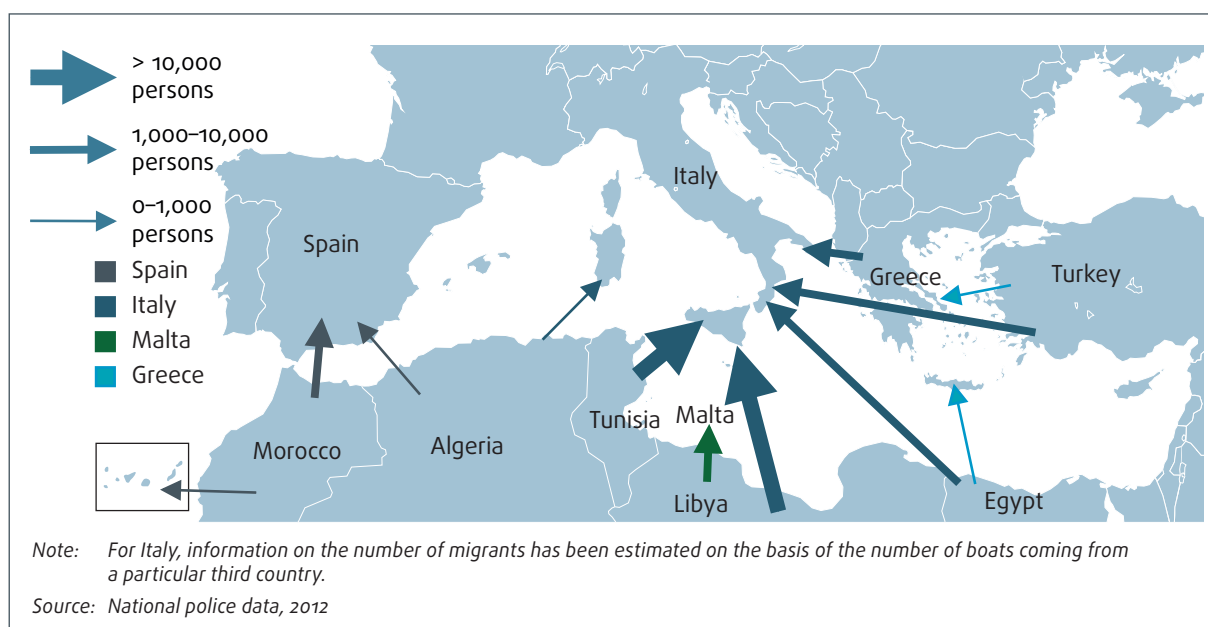 > 10,000
persons
1,000–10,000
persons
0–1,000
persons
Spain
Italy
Malta
Greece
Italy
Spain
Greece
Turkey
Tunisia
Malta
Morocco
Algeria
Libya
Egypt
Note: For Italy, information on the number of migrants has been estimated on the basis of the number of boats coming from
a particular third country.
Source: National police data, 2012